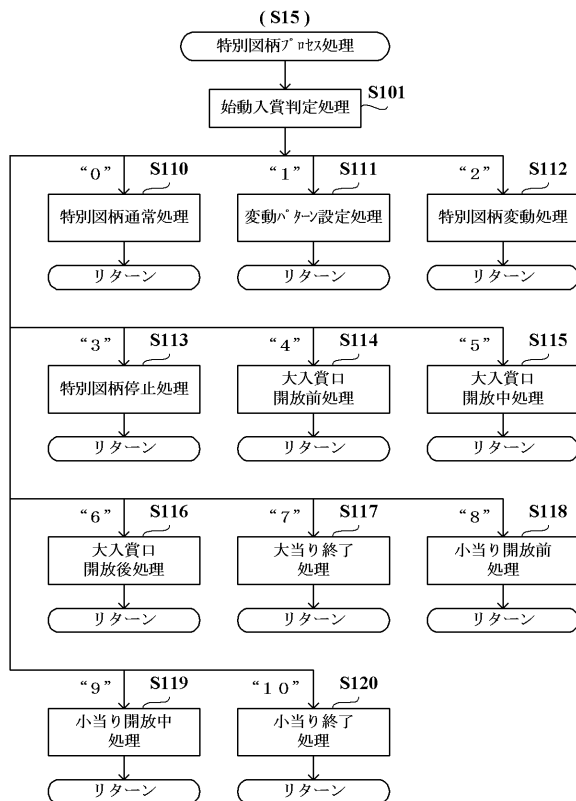 (S15)
特別図柄ﾌﾟﾛｾｽ処理
S101
始動入賞判定処理
“０” S110
特別図柄通常処理
リターン
“１” S111
変動ﾊﾟﾀｰﾝ設定処理
リターン
“２” S112
特別図柄変動処理
リターン
“３” S113
特別図柄停止処理
リターン
“４” S114
大入賞口
開放前処理
リターン
“５” S115
大入賞口
開放中処理
リターン
“６” S116
大入賞口
開放後処理
リターン
“７” S117
大当り終了
処理
リターン
“８” S118
小当り開放前
処理
リターン
“９” S119
小当り開放中
処理
リターン
“１０” S120
小当り終了
処理
リターン